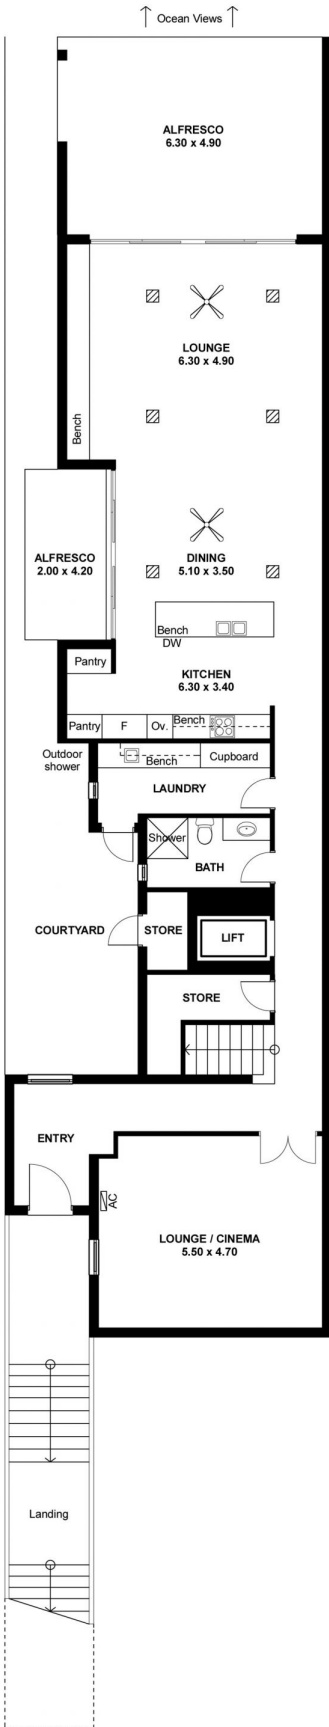 Ocean Views
ALFRESCO
6.30 x 4.90
LOUNGE
6.30 x 4.90
Bench
ALFRESCO
2.00 x 4.20
DINING
5.10 x 3.50
Bench
DW
Pantry
KITCHEN
6.30 x 3.40
Pantry
F
Ov.
Bench
Outdoor
shower
Bench
Cupboard
LAUNDRY
Shower
BATH
COURTYARD
STORE
LIFT
STORE
ENTRY
AC
LOUNGE / CINEMA
5.50 x 4.70
Landing